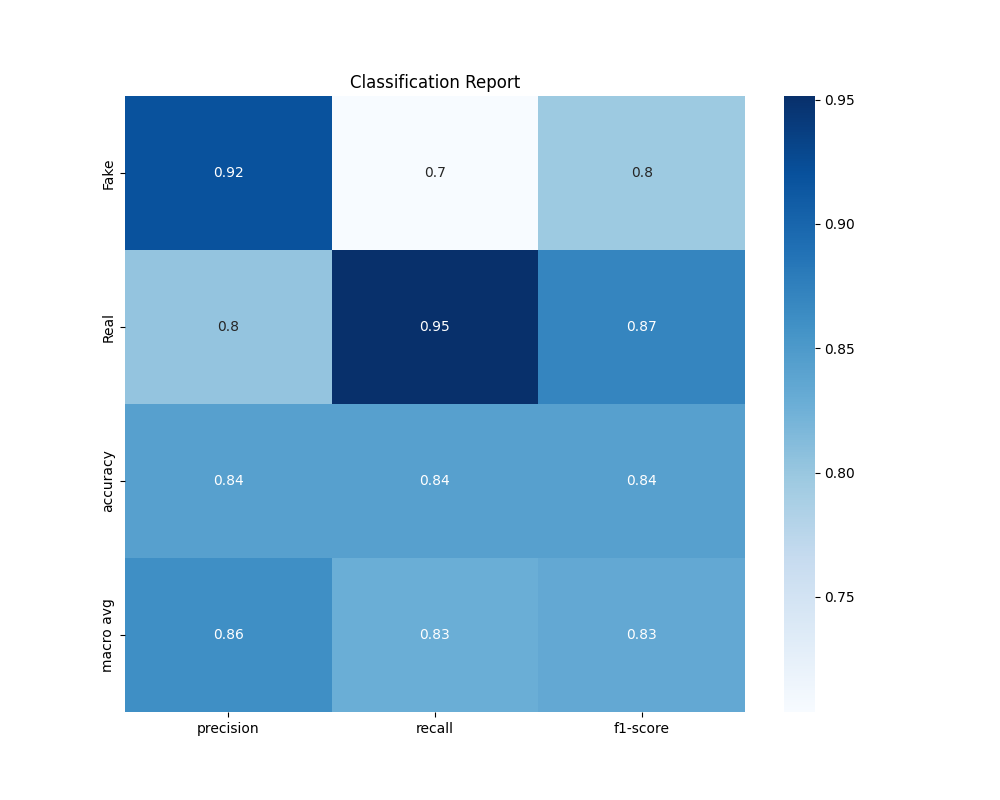 Classification Report
Fake
0.92
0.7
0.8
Real
0.8
0.95
0.87
accuracy
0.84
0.84
0.84
macro avg
0.86
0.83
0.83
precision
recall
f1-score
0.95
0.90
0.85
0.80
0.75